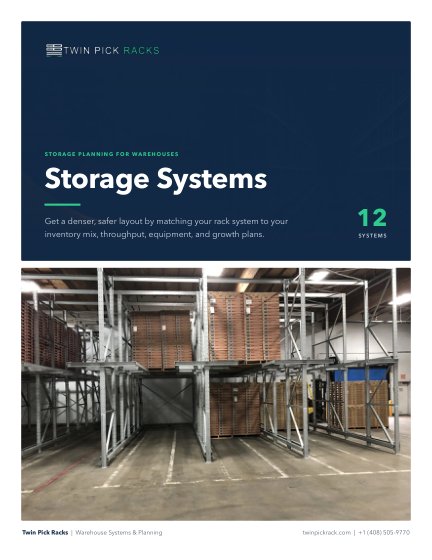 TWIN PICK RACKS
STORAGE PLANNING FOR WAREHOUSES
Storage Systems
Get a denser, safer layout by matching your rack system to your
inventory mix, throughput, equipment, and growth plans.
12
SYSTEMS
Twin Pick Racks | Warehouse Systems & Planning
twinpickrack.com | +1 (408) 505-9770